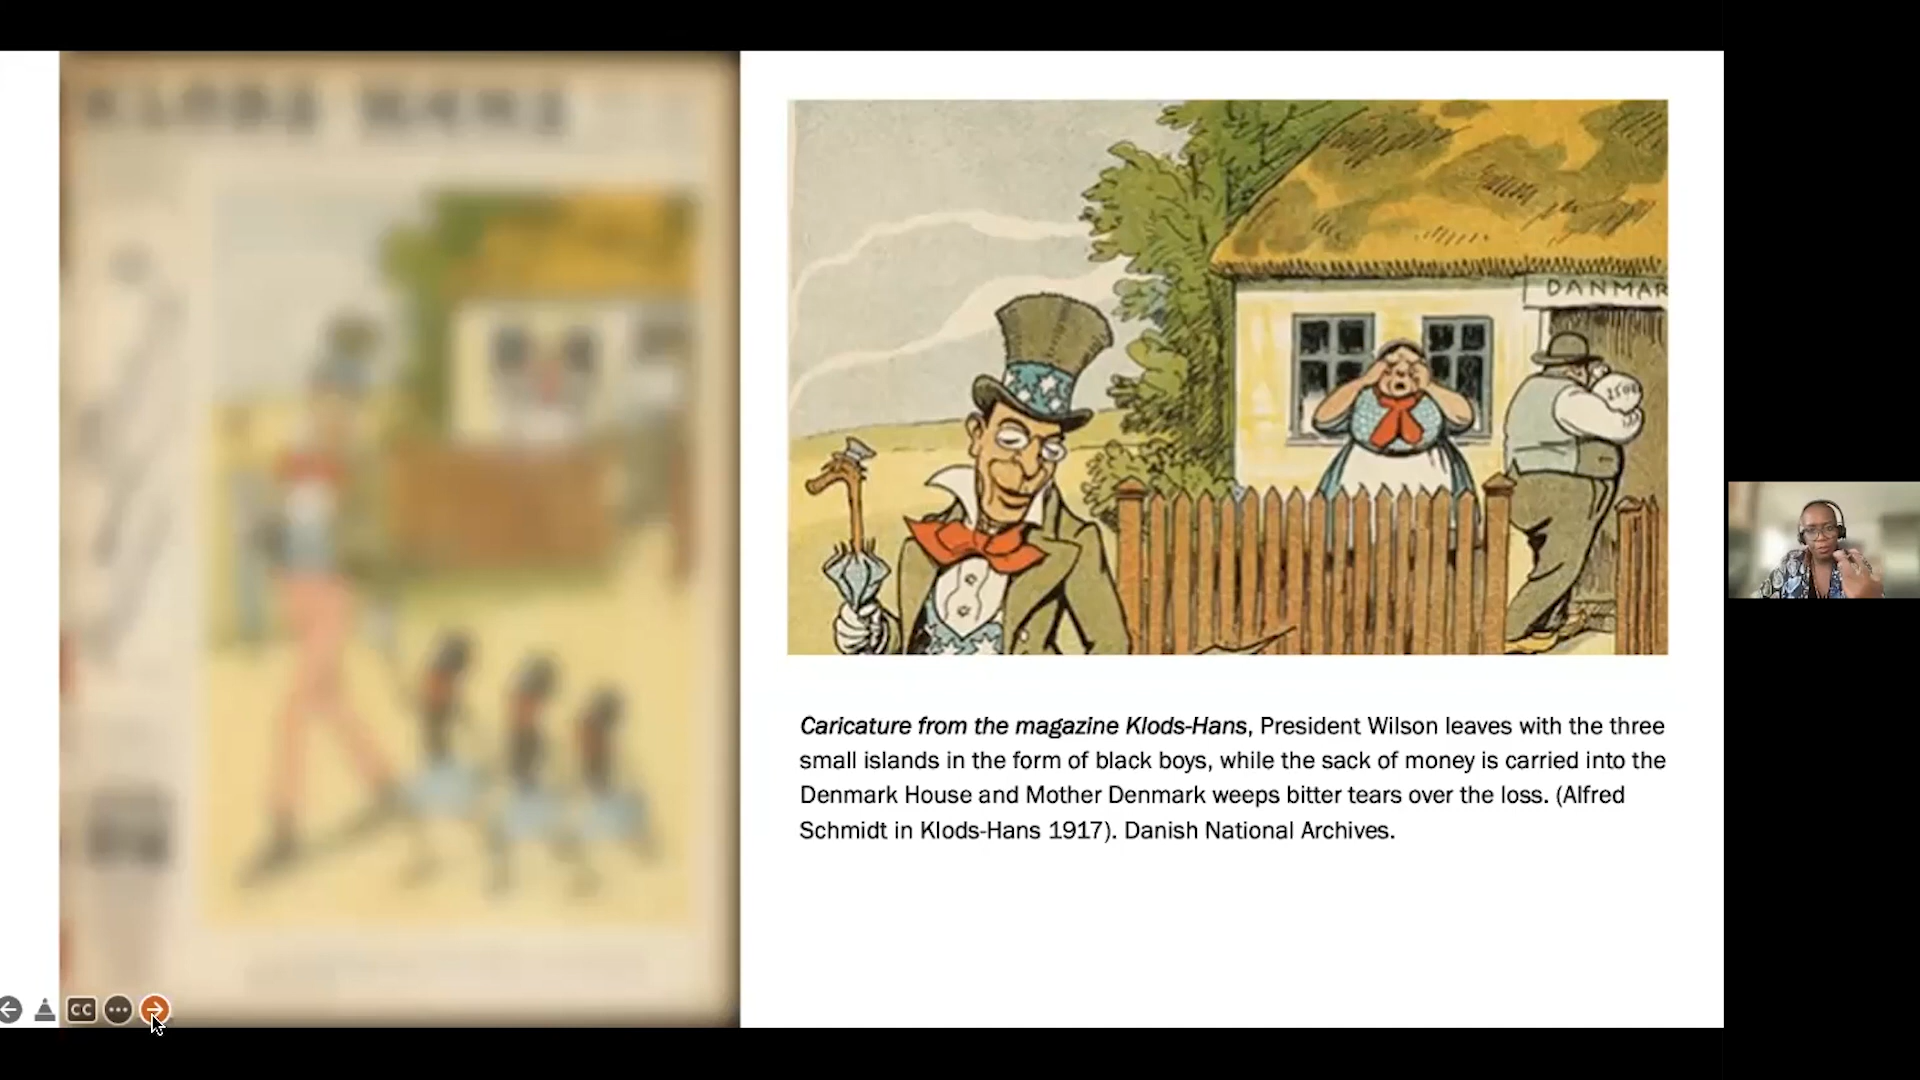 DANMAR
2500
Caricature from the magazine Klods-Hans, President Wilson leaves with the three
small islands in the form of black boys, while the sack of money is carried into the
Denmark House and Mother Denmark weeps bitter tears over the loss. (Alfred
Schmidt in Klods-Hans 1917). Danish National Archives.
CC